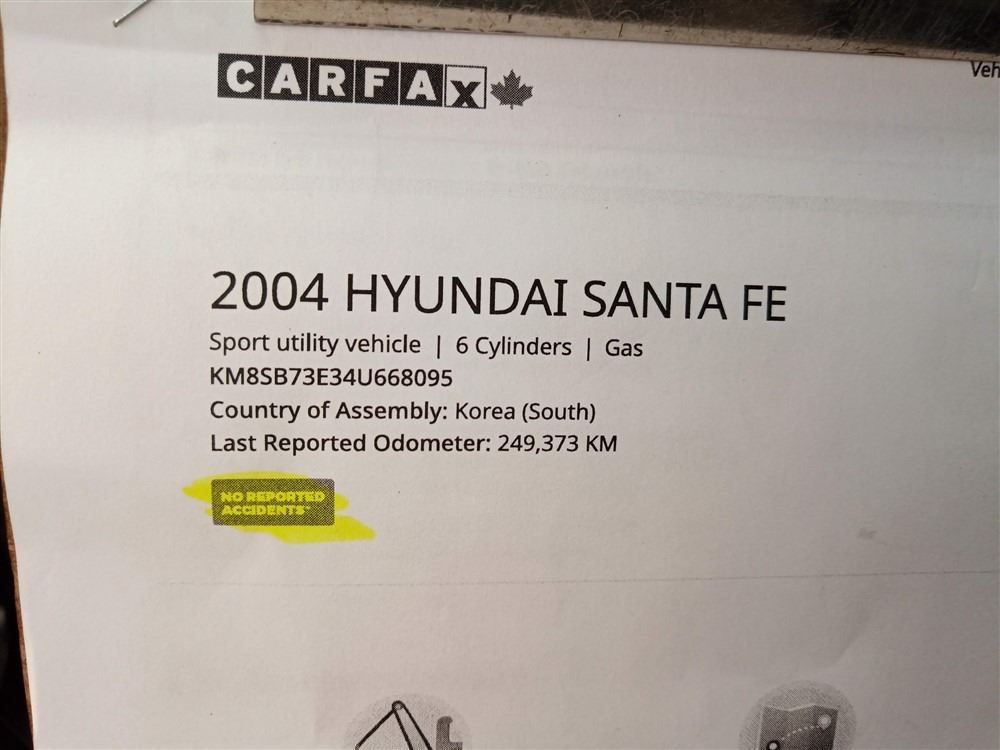 CARFAX
Veh
2004 HYUNDAI SANTA FE
Sport utility vehicle | 6 Cylinders | Gas
KM8SB73E34U668095
Country of Assembly: Korea (South)
Last Reported Odometer: 249,373 KM
NO REPORTED
ACCIDENTS*